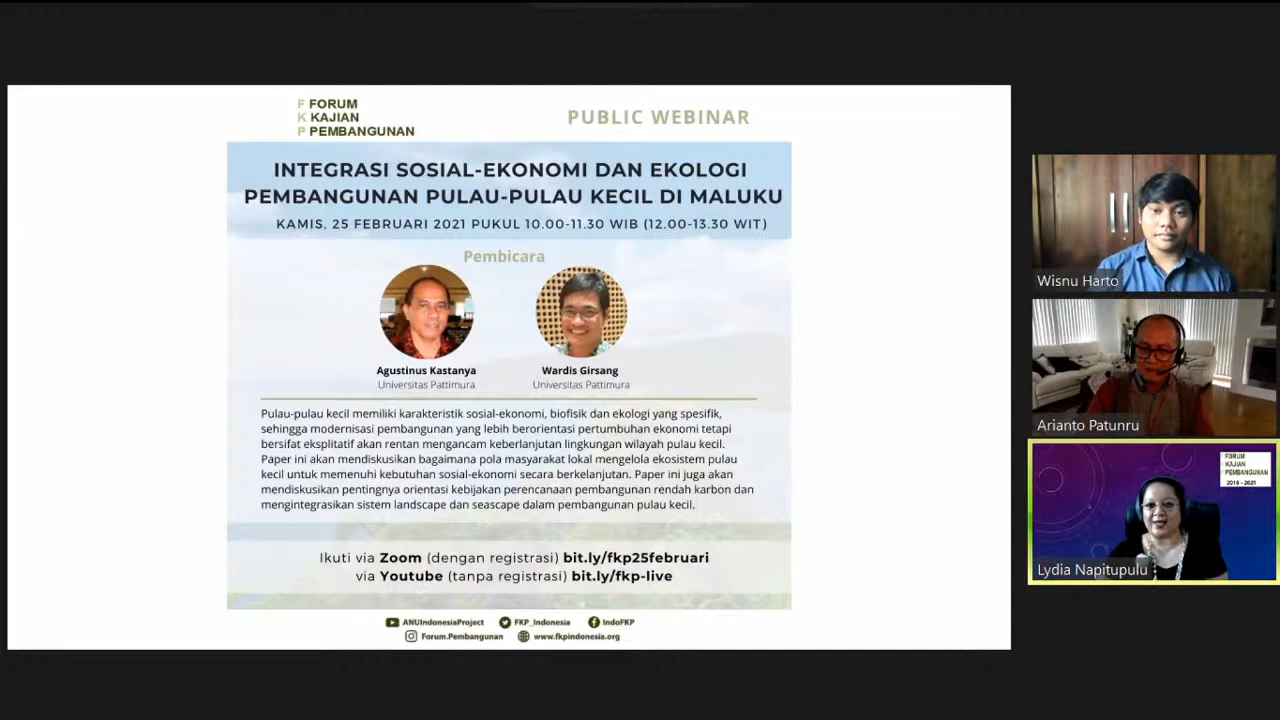 F FORUM
K KAJIAN
P PEMBANGUNAN
PUBLIC WEBINAR
INTEGRASI SOSIAL-EKONOMI DAN EKOLOGI
PEMBANGUNAN PULAU-PULAU KECIL DI MALUKU
KAMIS, 25 FEBRUARI 2021 PUKUL 10.00-11.30 WIB (12.00-13.30 WIT)
Pembicara
Agustinus Kastanya
Universitas Pattimura
Wardis Girsang
Universitas Pattimura
Pulau-pulau kecil memiliki karakteristik sosial-ekonomi, biofisik dan ekologi yang spesifik,
sehingga modernisasi pembangunan yang lebih berorientasi pertumbuhan ekonomi tetapi
bersifat eksplitatif akan rentan mengancam keberlanjutan lingkungan wilayah pulau kecil.
Paper ini akan mendiskusikan bagaimana pola masyarakat lokal mengelola ekosistem pulau
kecil untuk memenuhi kebutuhan sosial-ekonomi secara berkelanjutan. Paper ini juga akan
mendiskusikan pentingnya orientasi kebijakan perencanaan pembangunan rendah karbon dan
mengintegrasikan sistem landscape dan seascape dalam pembangunan pulau kecil.
Ikuti via Zoom (dengan registrasi) bit.ly/fkp25februari
via Youtube (tanpa registrasi) bit.ly/fkp-live
ANUIndonesiaProject FKP_Indonesia IndoFKP
Forum.Pembangunan www.fkpindonesia.org
Wisnu Harto
Arianto Patunru
FORUM
KAJIAN
PEMBANGUNAN
2016 - 2021
Lydia Napitupulu